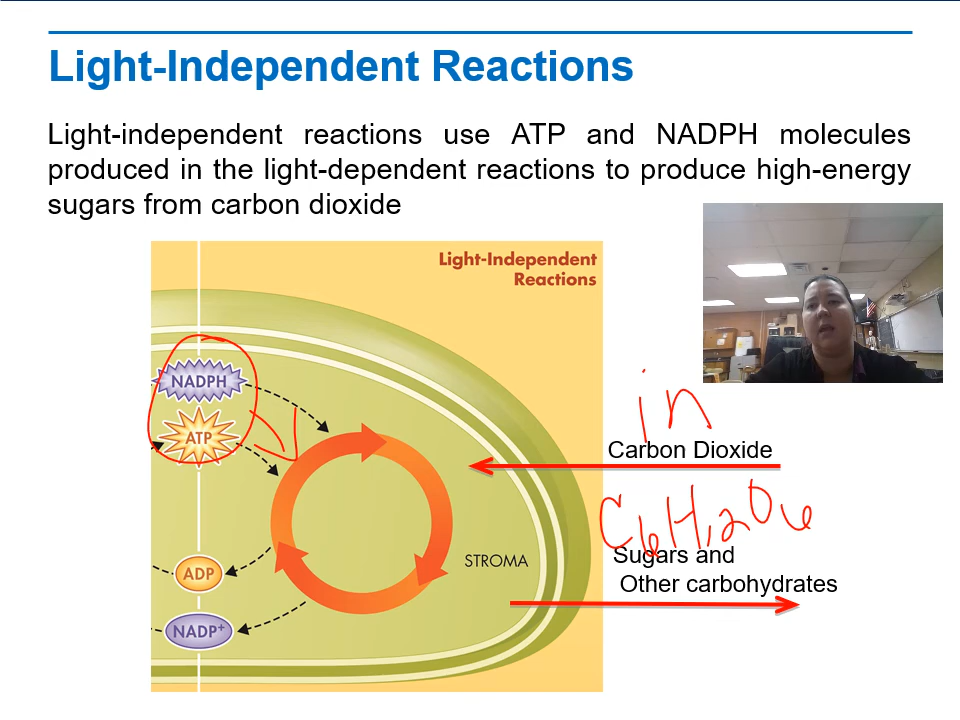 Light-Independent Reactions
Light-independent reactions use ATP and NADPH molecules
produced in the light-dependent reactions to produce high-energy
sugars from carbon dioxide
Light-Independent
Reactions
NADPH
ATP
in
Carbon Dioxide
C6H12O6
Sugars and
STROMA
Other carbohydrates
ADP
NADP+